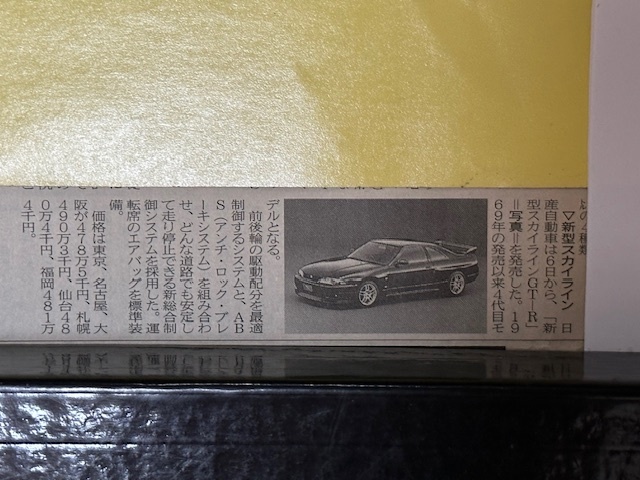 ▽新型スカイライン　日
産自動車は6日から、「新
型スカイラインGT―R」
＝写真＝を発売した。19
69年の発売以来4代目モ
デルとなる。
　前後輪の駆動配分を最適
制御するシステムと、AB
S（アンチ・ロック・ブレ
ーキシステム）を組み合わ
せ、どんな道路でも安定し
て走り停止できる新総合制
御システムを採用した。運
転席のエアバッグを標準装
備。
　価格は東京、名古屋、大
阪が478万5千円、札幌
490万3千円、仙台48
0万4千円、福岡481万
4千円。